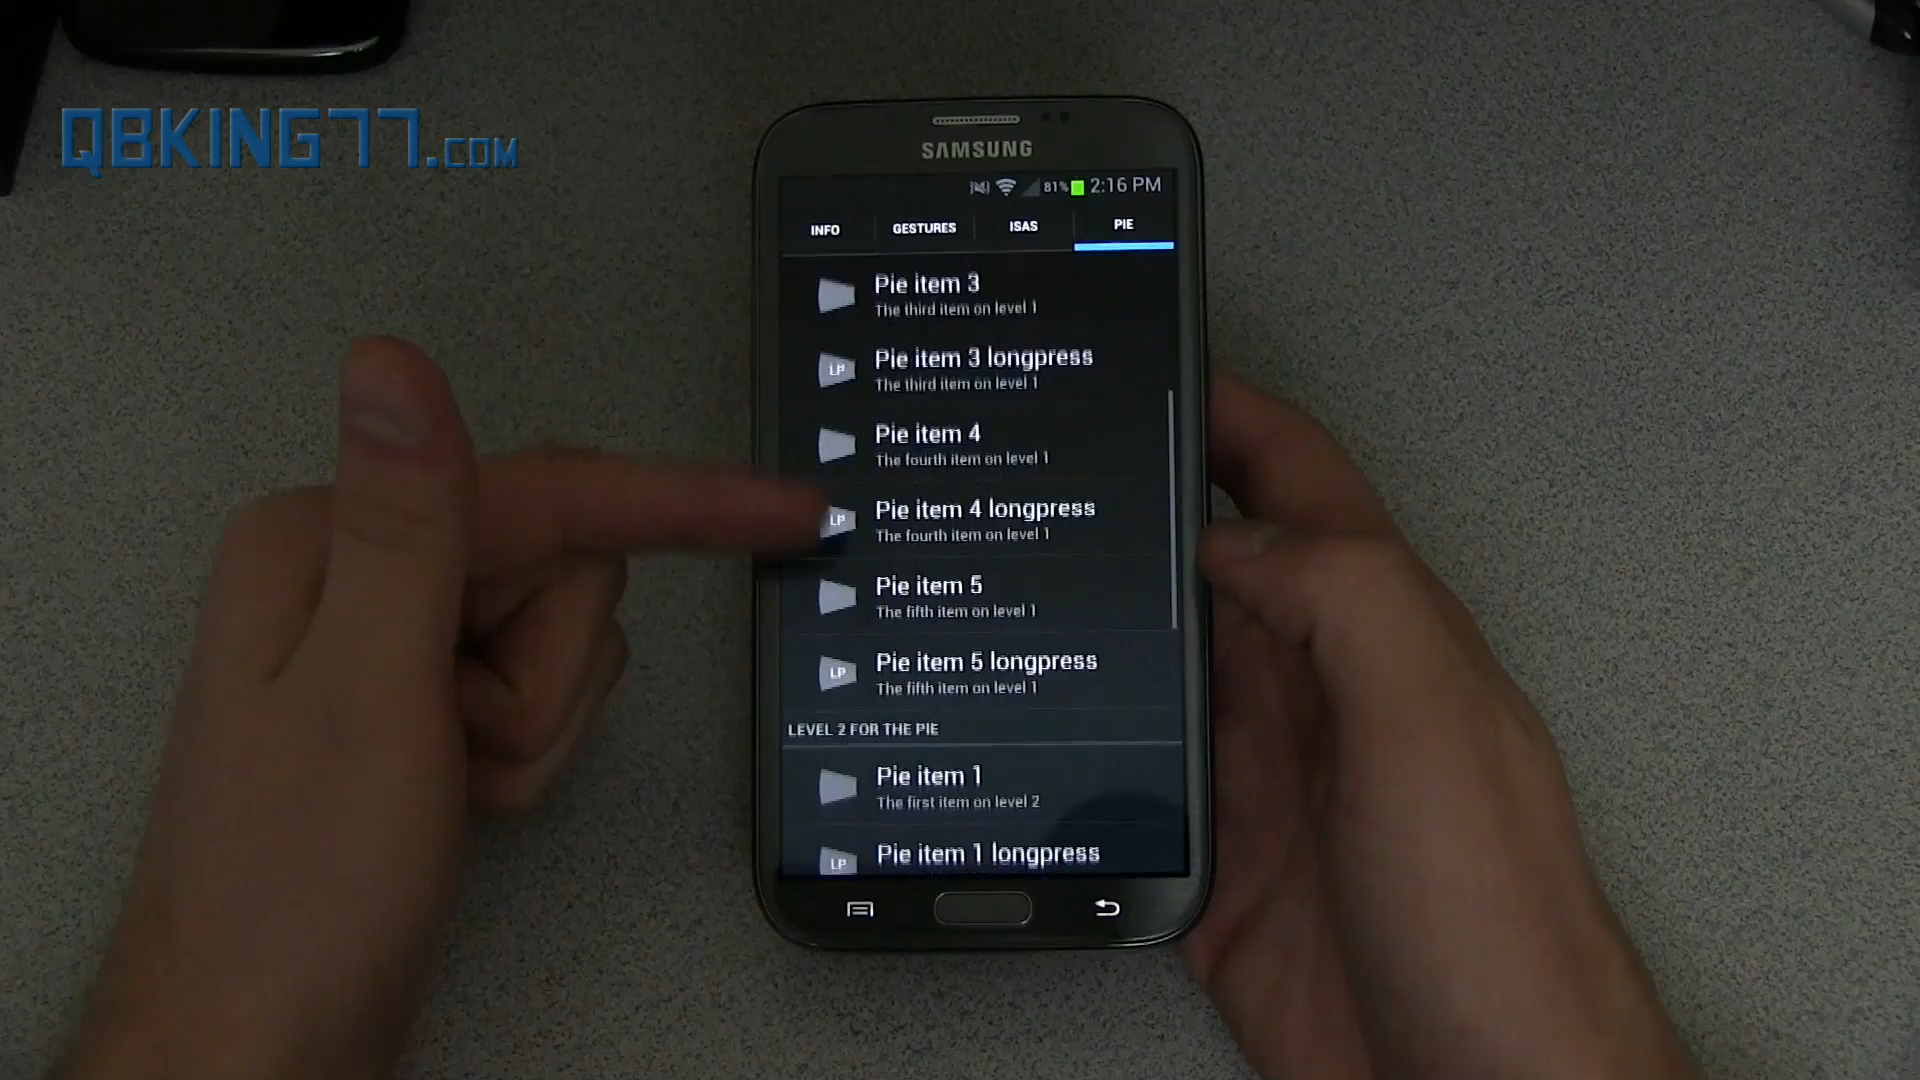 QBKING77.COM
SAMSUNG
81% 2:16 PM
INFO GESTURES ISAS PIE
Pie item 3
The third item on level 1
LP Pie item 3 longpress
The third item on level 1
Pie item 4
The fourth item on level 1
LP Pie item 4 longpress
The fourth item on level 1
Pie item 5
The fifth item on level 1
LP Pie item 5 longpress
The fifth item on level 1
LEVEL 2 FOR THE PIE
Pie item 1
The first item on level 2
LP Pie item 1 longpress